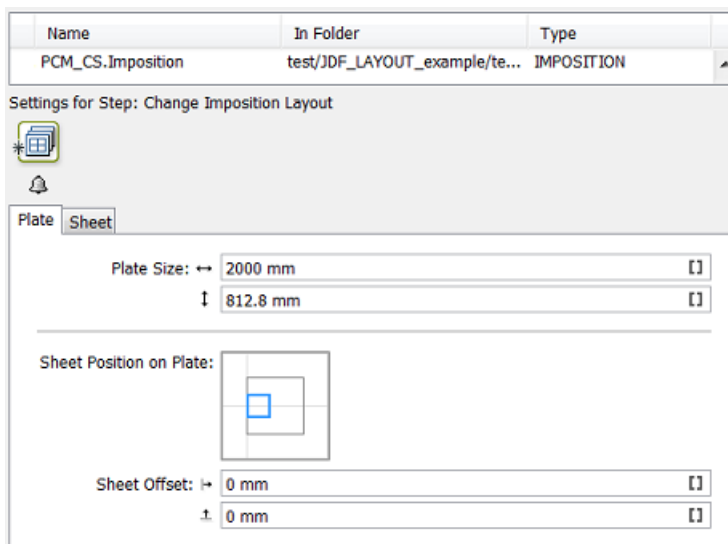 Name In Folder Type
PCM_CS.Imposition test/JDF_LAYOUT_example/te... IMPOSITION
Settings for Step: Change Imposition Layout
Plate Sheet
Plate Size: 2000 mm
812.8 mm
Sheet Position on Plate:
Sheet Offset: 0 mm
0 mm